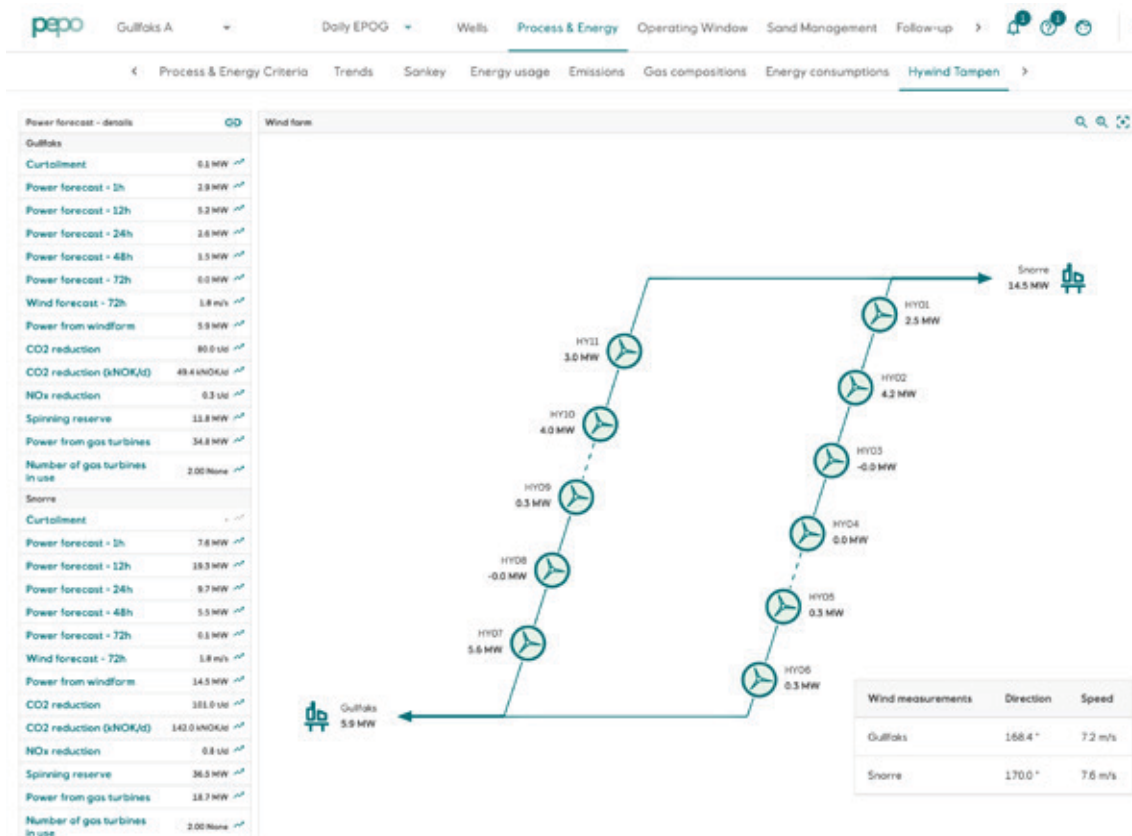 pepo Gullfaks A Daily EPOG Wells Process & Energy Operating Window Sand Management Follow-up 1 1
Process & Energy Criteria Trends Sankey Energy usage Emissions Gas compositions Energy consumptions Hywind Tampen
Power forecast - details
Gullfaks
Curtailment 0.1 MW
Power forecast - 1h 2.9 MW
Power forecast - 12h 5.2 MW
Power forecast - 24h 2.6 MW
Power forecast - 48h 1.5 MW
Power forecast - 72h 0.0 MW
Wind forecast - 72h 1.8 m/s
Power from windfarm 5.9 MW
CO2 reduction 80.0 t/d
CO2 reduction (kNOK/d) 49.4 kNOK/d
NOx reduction 0.3 t/d
Spinning reserve 11.8 MW
Power from gas turbines 34.8 MW
Number of gas turbines
in use 2.00 None
Snorre
Curtailment -
Power forecast - 1h 7.6 MW
Power forecast - 12h 19.3 MW
Power forecast - 24h 9.7 MW
Power forecast - 48h 5.5 MW
Power forecast - 72h 0.1 MW
Wind forecast - 72h 1.8 m/s
Power from windfarm 14.5 MW
CO2 reduction 101.0 t/d
CO2 reduction (kNOK/d) 142.0 kNOK/d
NOx reduction 0.8 t/d
Spinning reserve 36.5 MW
Power from gas turbines 18.7 MW
Number of gas turbines
in use 2.00 None
Wind farm
Snorre
14.5 MW
HY01
2.5 MW
HY02
4.2 MW
HY03
-0.0 MW
HY04
0.0 MW
HY05
0.3 MW
HY06
0.3 MW
HY11
3.0 MW
HY10
4.0 MW
HY09
0.3 MW
HY08
-0.0 MW
HY07
5.6 MW
Gullfaks
5.9 MW
Wind measurements Direction Speed
Gullfaks 168.4 ° 7.2 m/s
Snorre 170.0 ° 7.6 m/s